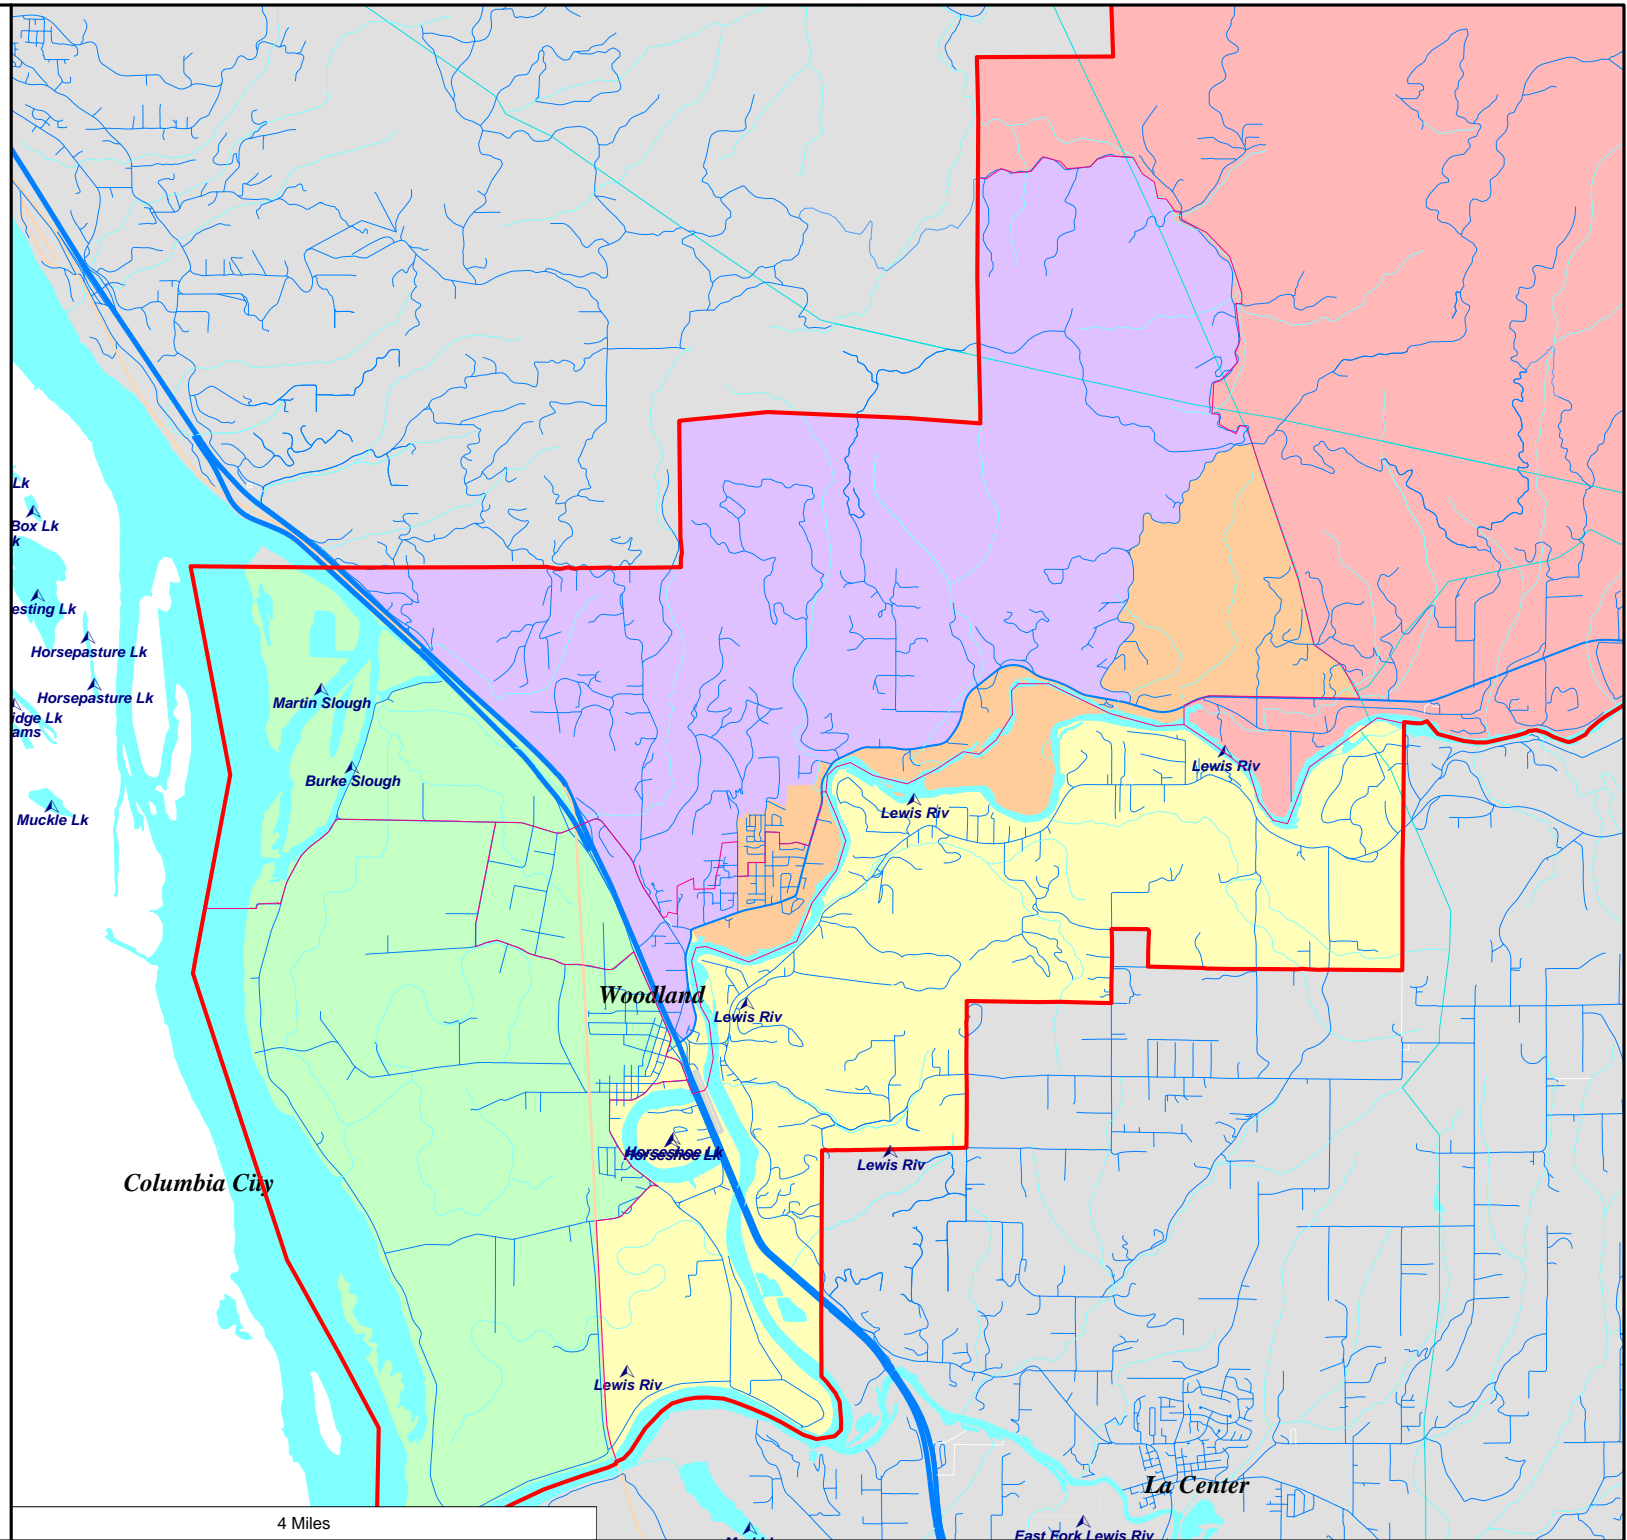 Lk
Box Lk
k
esting Lk
Horsepasture Lk
Horsepasture Lk
idge Lk
ams
Martin Slough
Burke Slough
Muckle Lk
Lewis Riv
Lewis Riv
Woodland
Lewis Riv
Horseshoe Lk
Horseshoe Lk
Lewis Riv
Columbia City
Lewis Riv
La Center
4 Miles
East Fork Lewis Riv